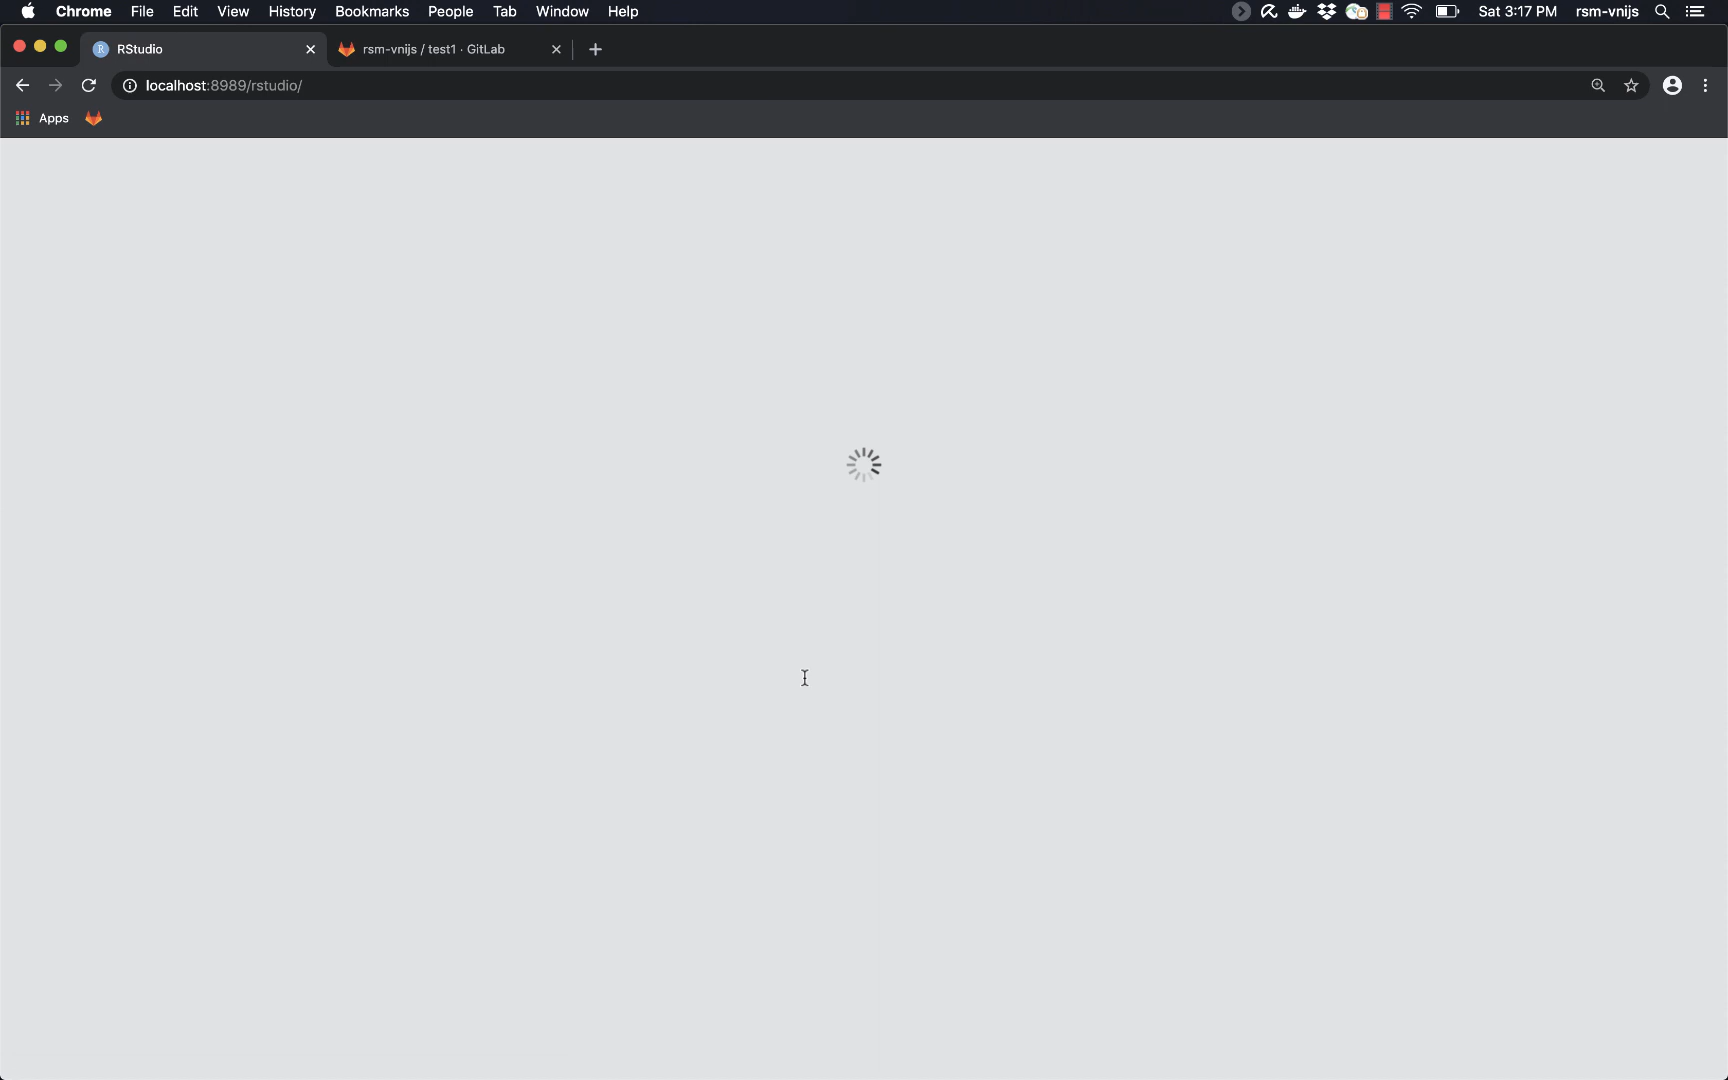 Chrome File Edit View History Bookmarks People Tab Window Help Sat 3:17 PM rsm-vnijs
R RStudio rsm-vnijs / test1 · GitLab
localhost:8989/rstudio/
Apps